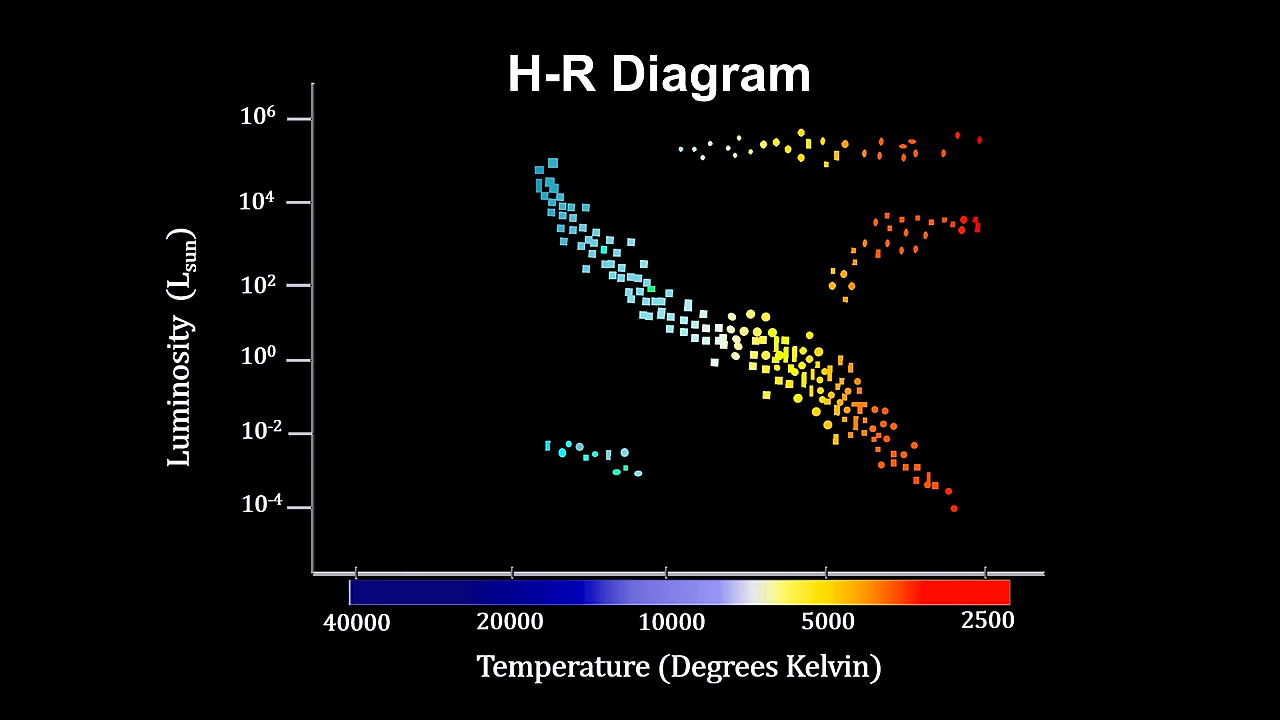 H-R Diagram
10⁶
10⁴
10²
10⁰
10⁻²
10⁻⁴
Luminosity (Lsun)
40000 20000 10000 5000 2500
Temperature (Degrees Kelvin)